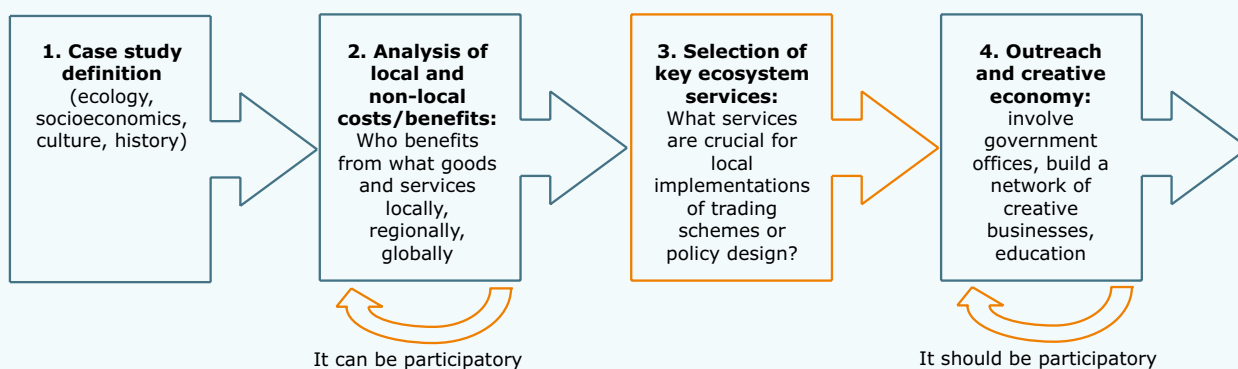 1. Case study
definition
(ecology,
socioeconomics,
culture, history)
2. Analysis of
local and
non-local
costs/benefits:
Who benefits
from what goods
and services
locally,
regionally,
globally
3. Selection of
key ecosystem
services:
What services
are crucial for
local
implementations
of trading
schemes or
policy design?
4. Outreach
and creative
economy:
involve
government
offices, build a
network of
creative
businesses,
education
It can be participatory
It should be participatory